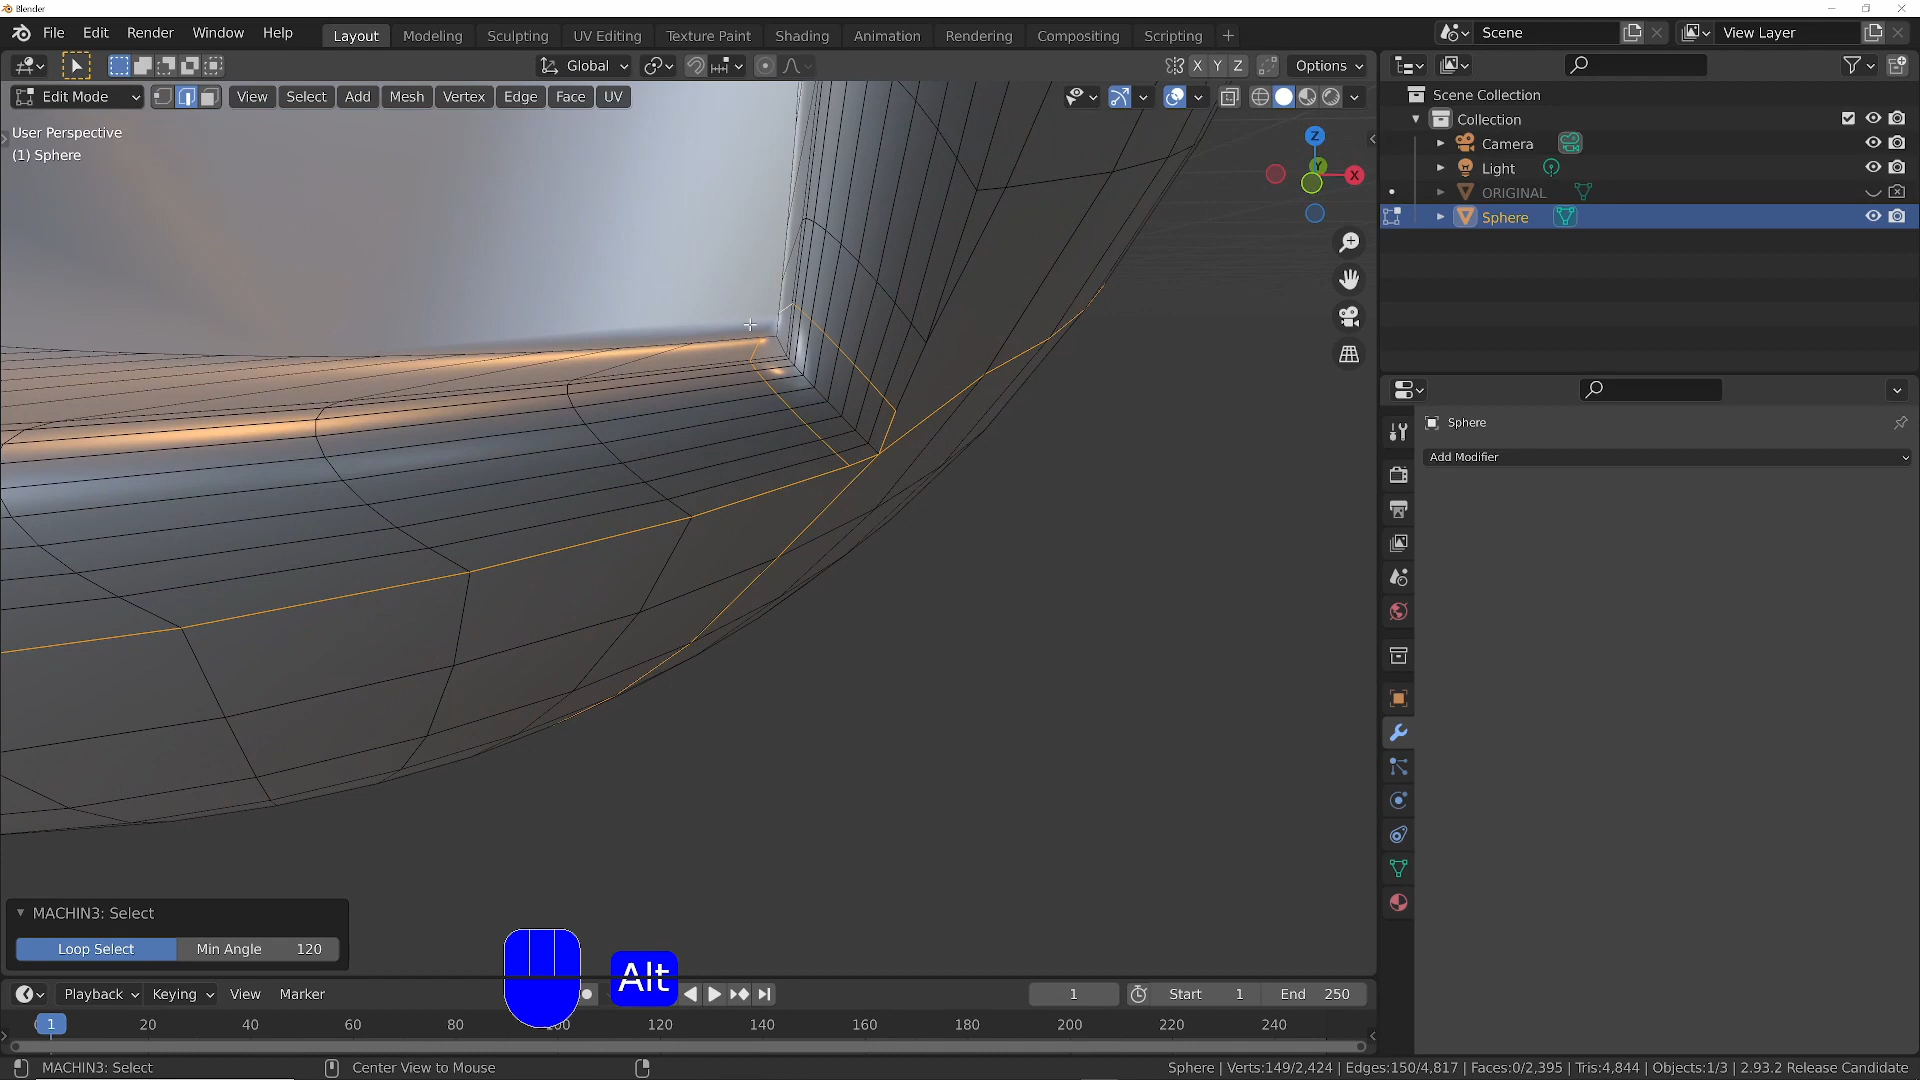 Blender
File Edit Render Window Help
Layout Modeling Sculpting UV Editing Texture Paint Shading Animation Rendering Compositing Scripting +
Scene
View Layer
Global
X Y Z
Options
Edit Mode
View Select Add Mesh Vertex Edge Face UV
User Perspective
(1) Sphere
Z
Y
X
Scene Collection
Collection
Camera
Light
ORIGINAL
Sphere
Sphere
Add Modifier
MACHIN3: Select
Loop Select Min Angle 120
Alt
Playback Keying View Marker
1 Start 1 End 250
1 20 40 60 80 100 120 140 160 180 200 220 240
MACHIN3: Select Center View to Mouse
Sphere | Verts:149/2,424 | Edges:150/4,817 | Faces:0/2,395 | Tris:4,844 | Objects:1/3 | 2.93.2 Release Candidate